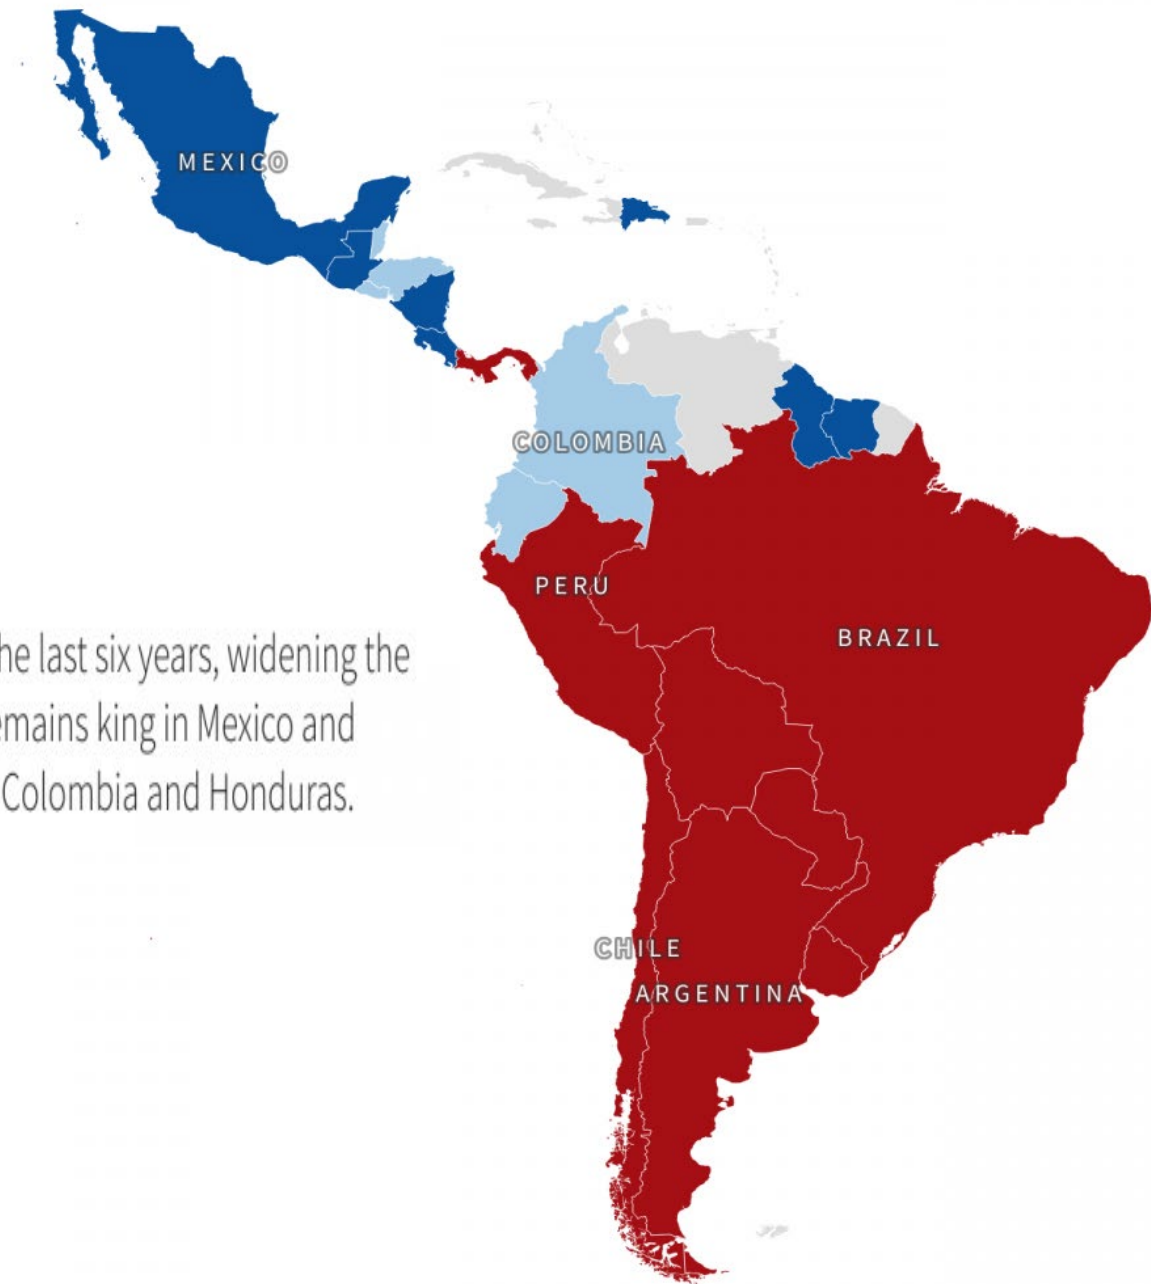 MEXICO
COLOMBIA
PERU
BRAZIL
he last six years, widening the
emains king in Mexico and
Colombia and Honduras.
CHILE
ARGENTINA